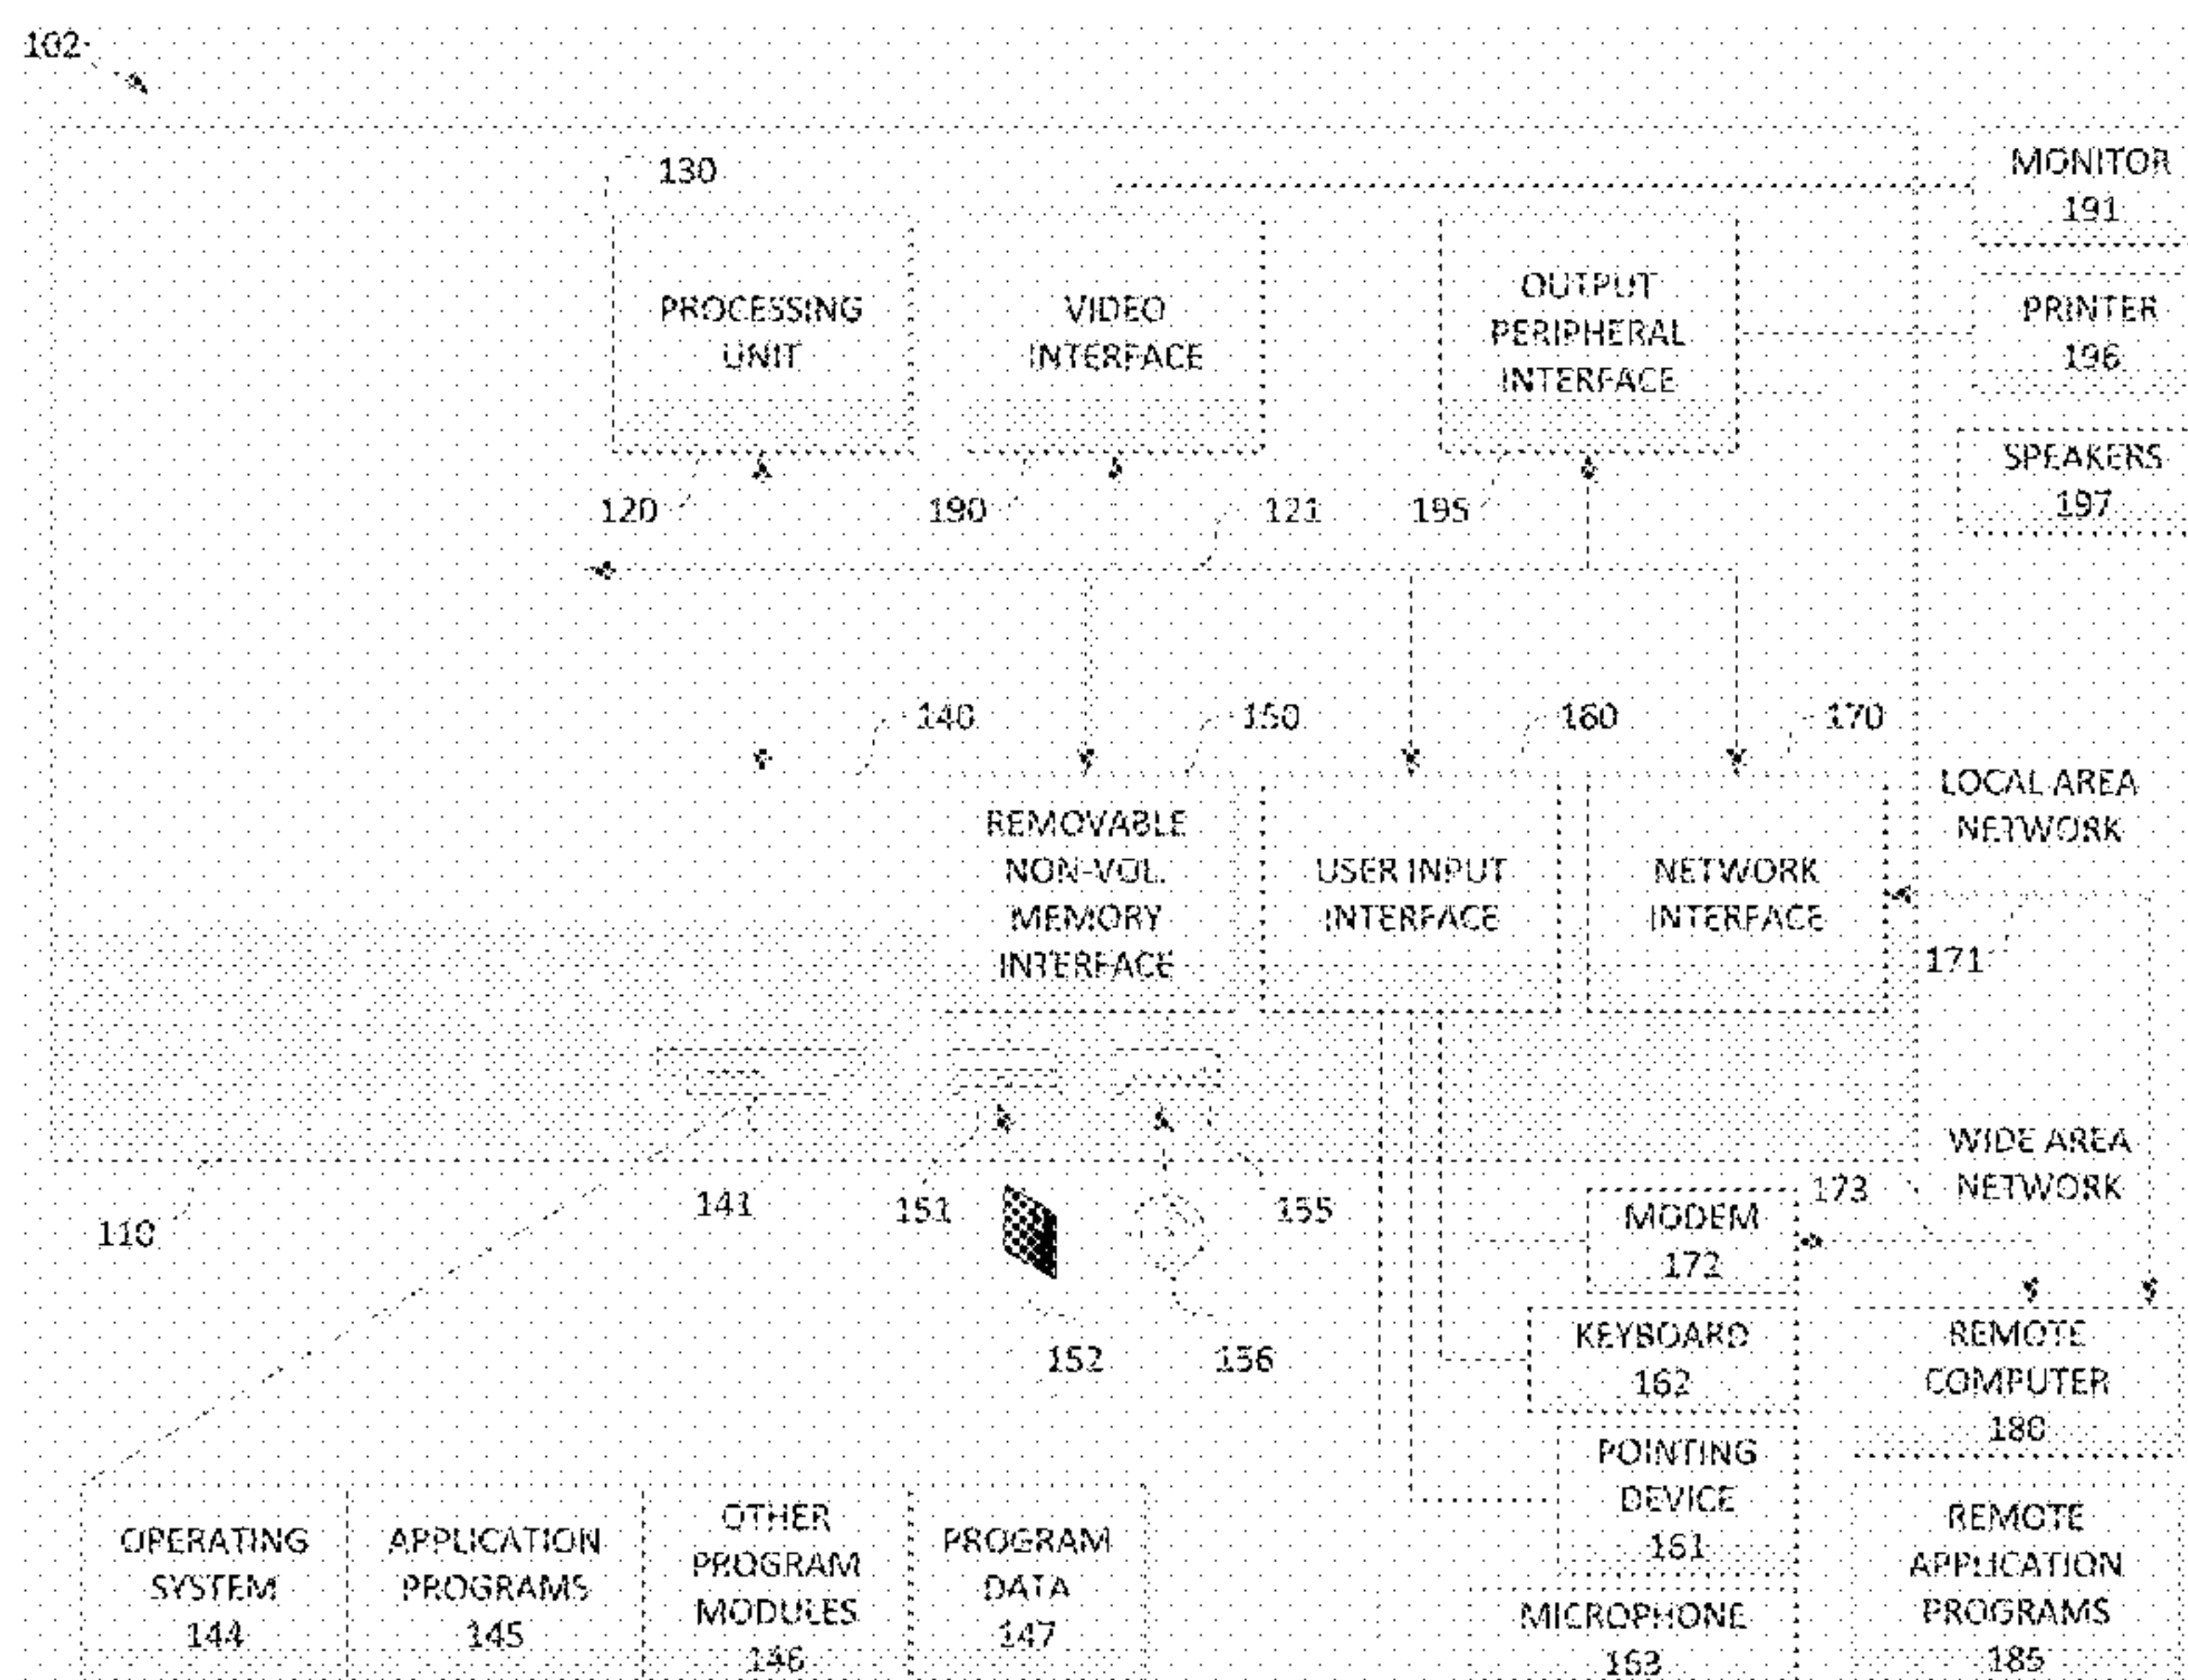 102
130
MONITOR
191
PROCESSING
UNIT
VIDEO
INTERFACE
OUTPUT
PERIPHERAL
INTERFACE
PRINTER
196
SPEAKERS
197
120
190
121
195
140
150
160
170
LOCAL AREA
NETWORK
REMOVABLE
NON-VOL.
MEMORY
INTERFACE
USER INPUT
INTERFACE
NETWORK
INTERFACE
171
WIDE AREA
NETWORK
110
141
151
155
173
MODEM
172
152
156
KEYBOARD
162
REMOTE
COMPUTER
180
POINTING
DEVICE
161
OPERATING
SYSTEM
144
APPLICATION
PROGRAMS
145
OTHER
PROGRAM
MODULES
146
PROGRAM
DATA
147
MICROPHONE
163
REMOTE
APPLICATION
PROGRAMS
185